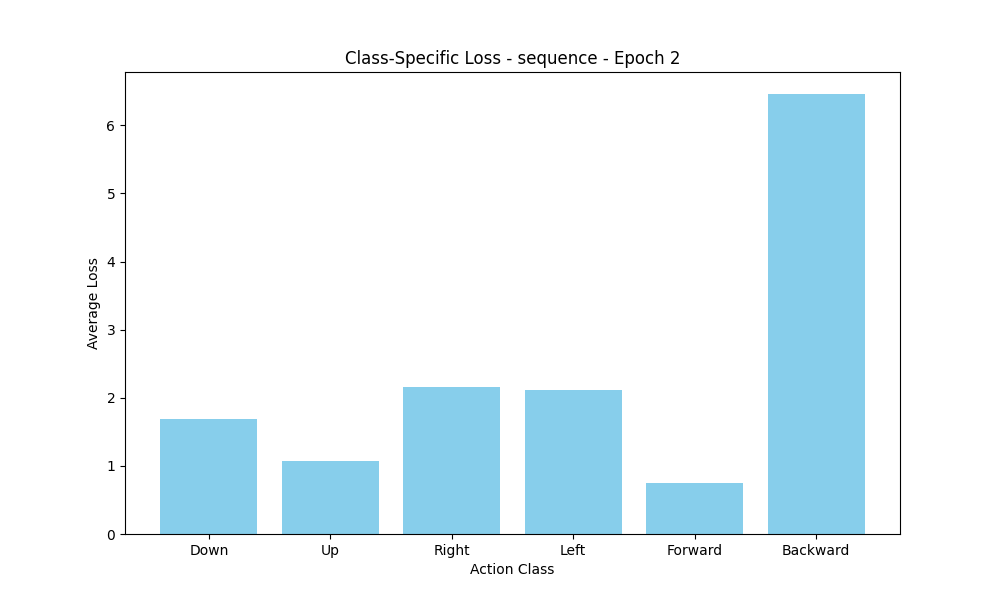 Class-Specific Loss - sequence - Epoch 2
Average Loss
6
5
4
3
2
1
0
Down Up Right Left Forward Backward
Action Class